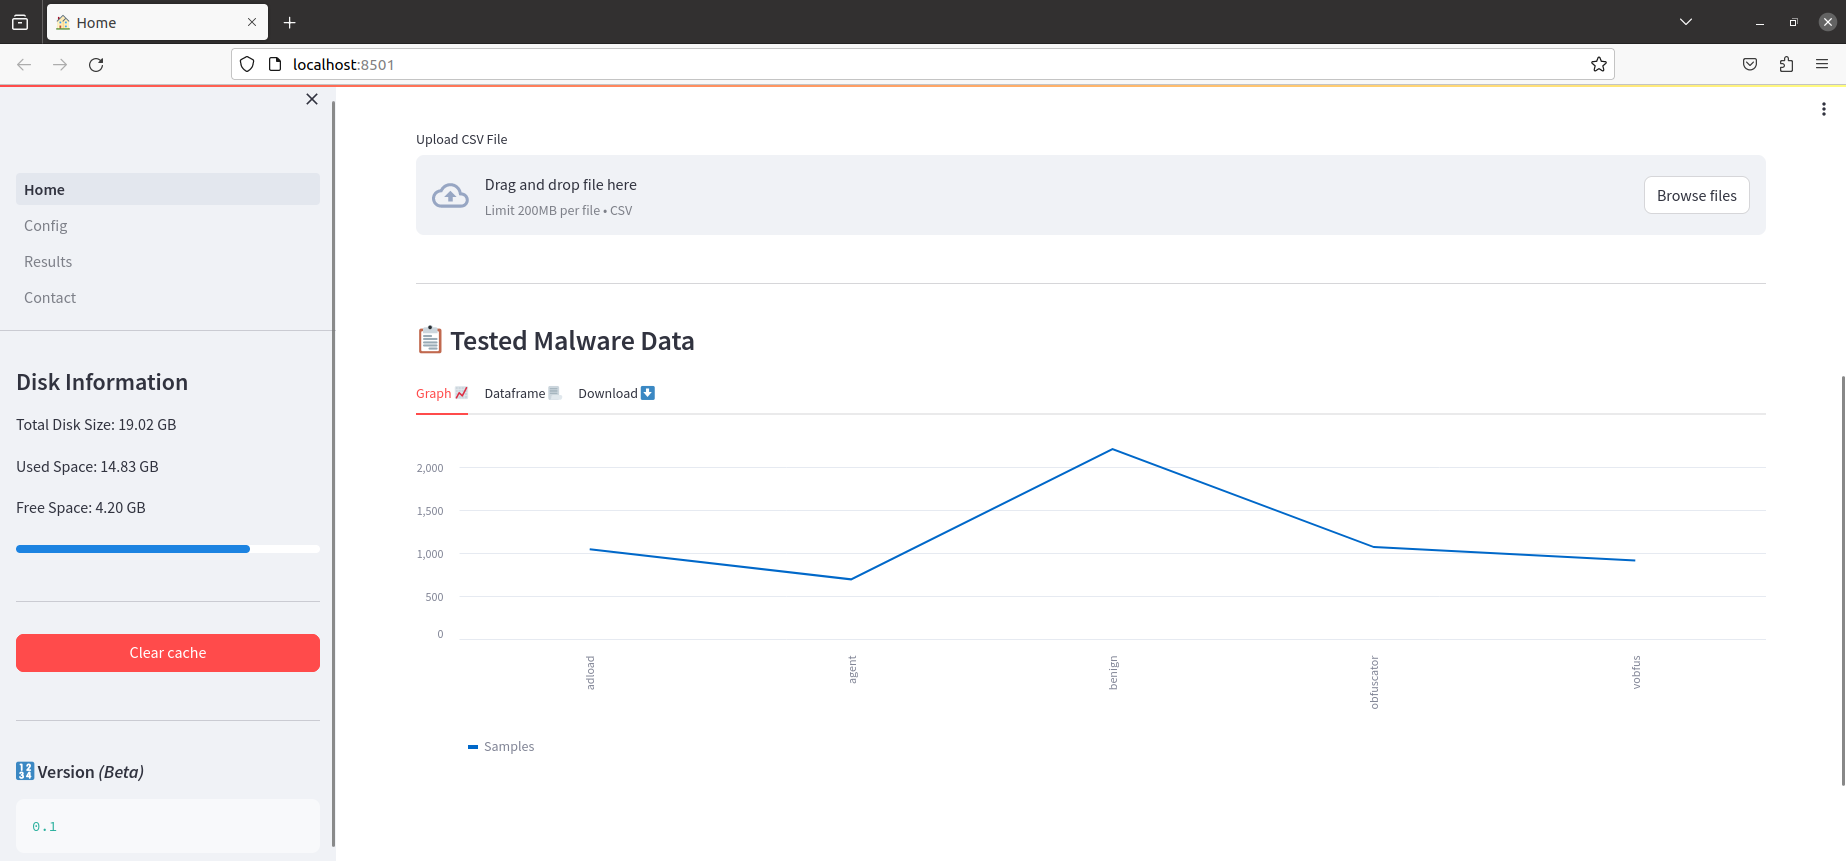 Home
localhost:8501
Home
Config
Results
Contact
Disk Information
Total Disk Size: 19.02 GB
Used Space: 14.83 GB
Free Space: 4.20 GB
Clear cache
Version (Beta)
0.1
Upload CSV File
Drag and drop file here
Limit 200MB per file • CSV
Browse files
Tested Malware Data
Graph
Dataframe
Download
2,000
1,500
1,000
500
0
adload
agent
benign
obfuscator
vobfus
Samples